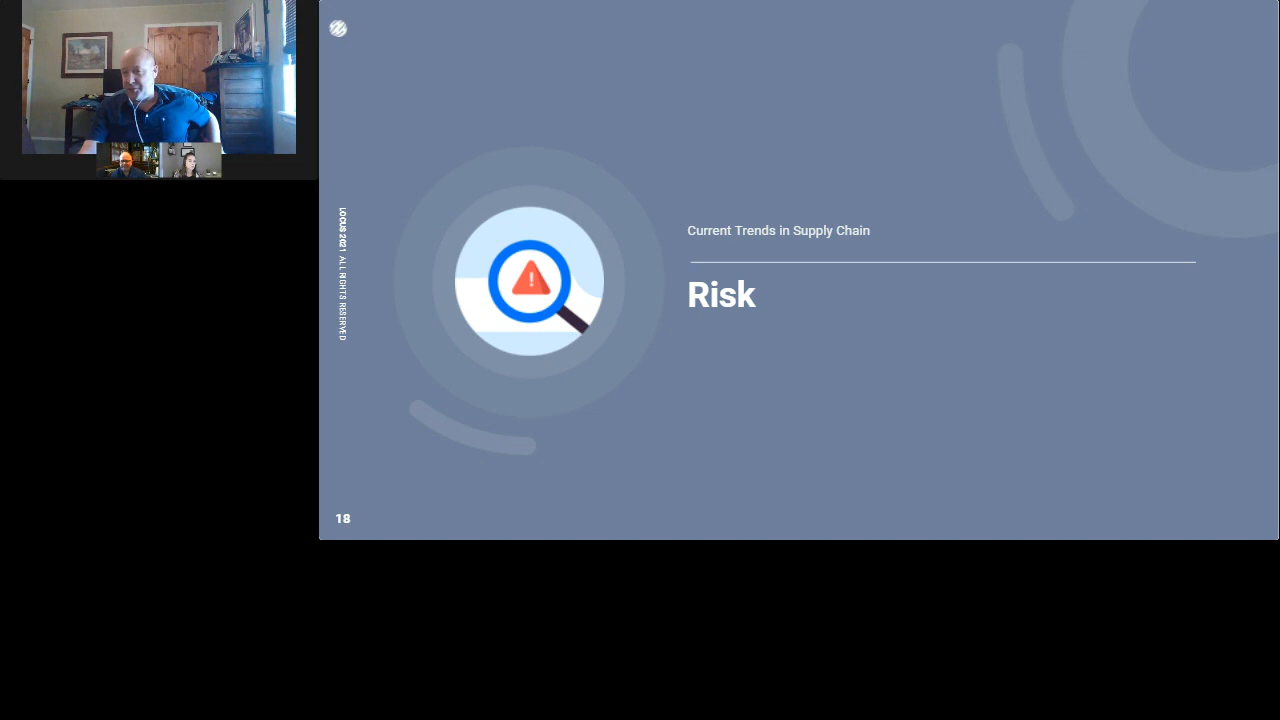 Current Trends in Supply Chain
Risk
LOCUS 2021 ALL RIGHTS RESERVED
18